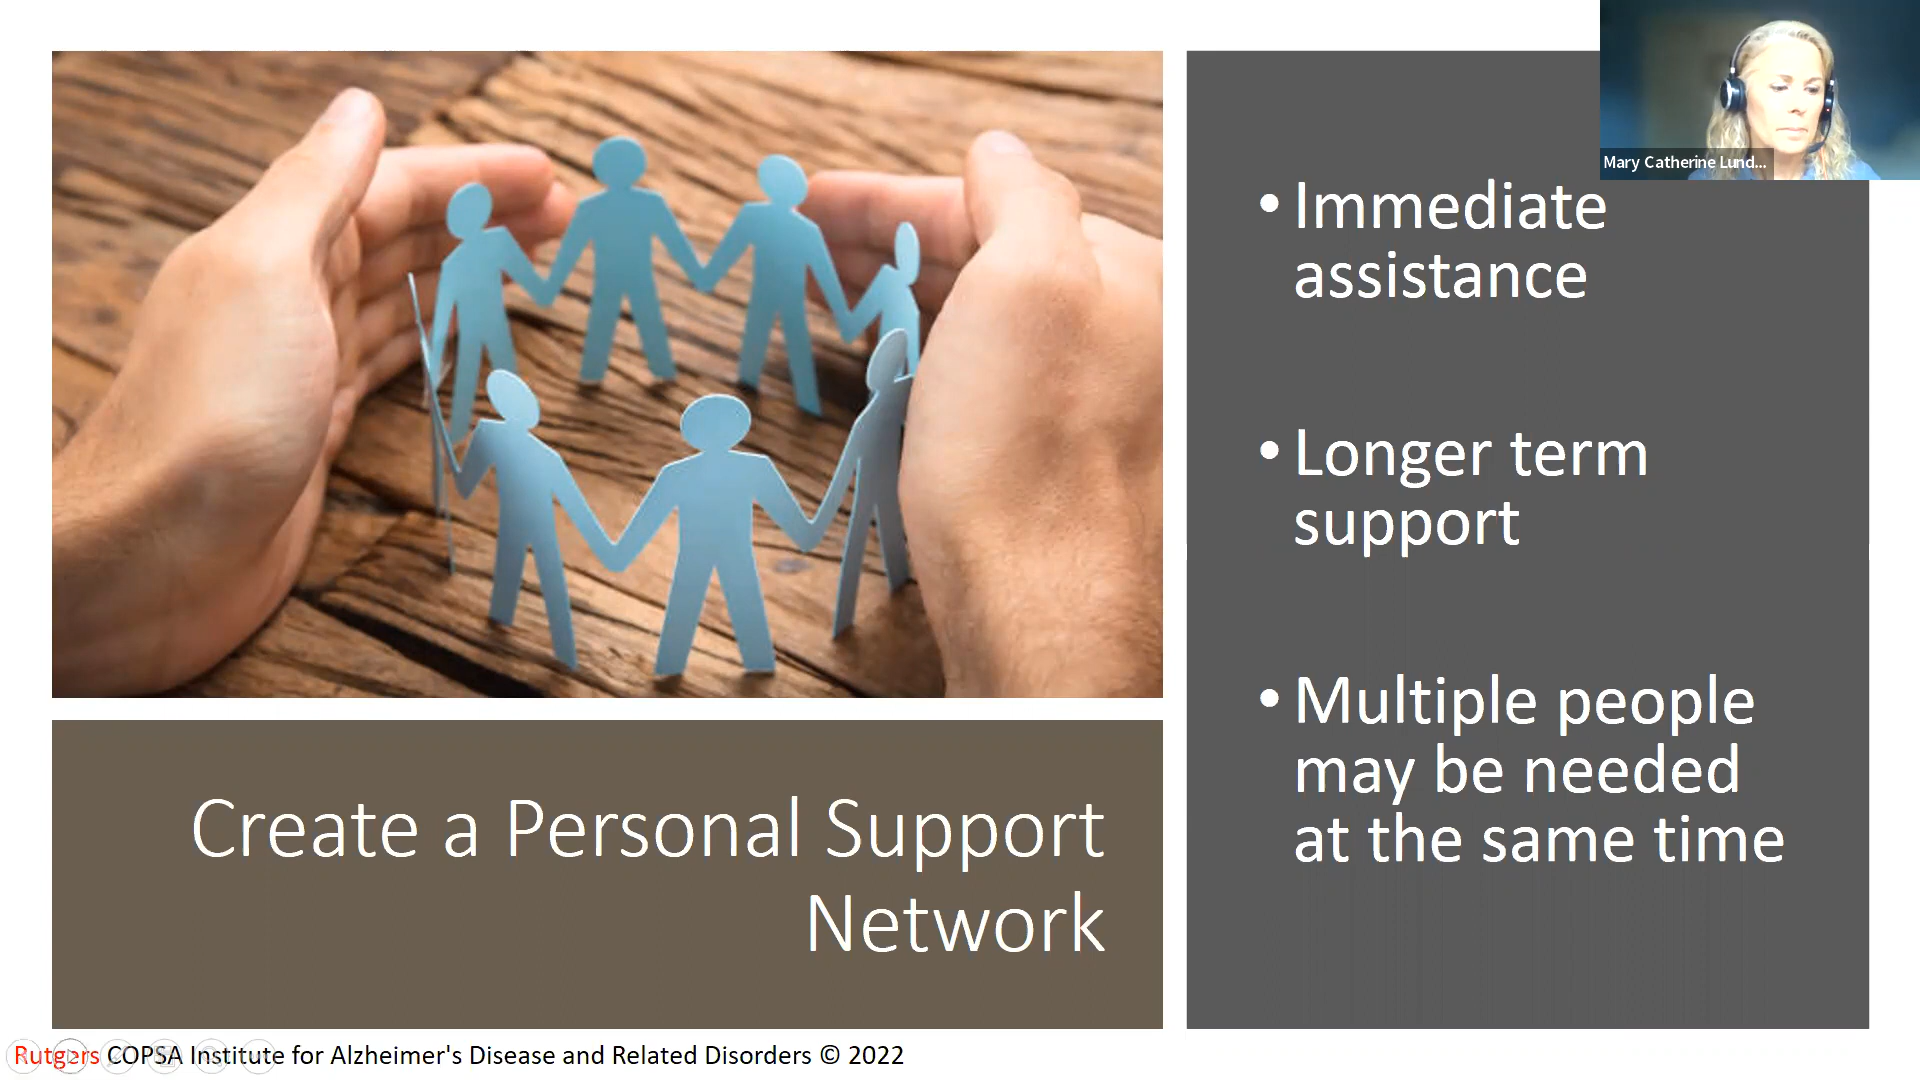 Mary Catherine Lund...
• Immediate
assistance
• Longer term
support
• Multiple people
may be needed
at the same time
Create a Personal Support
Network
Rutgers COPSA Institute for Alzheimer's Disease and Related Disorders © 2022